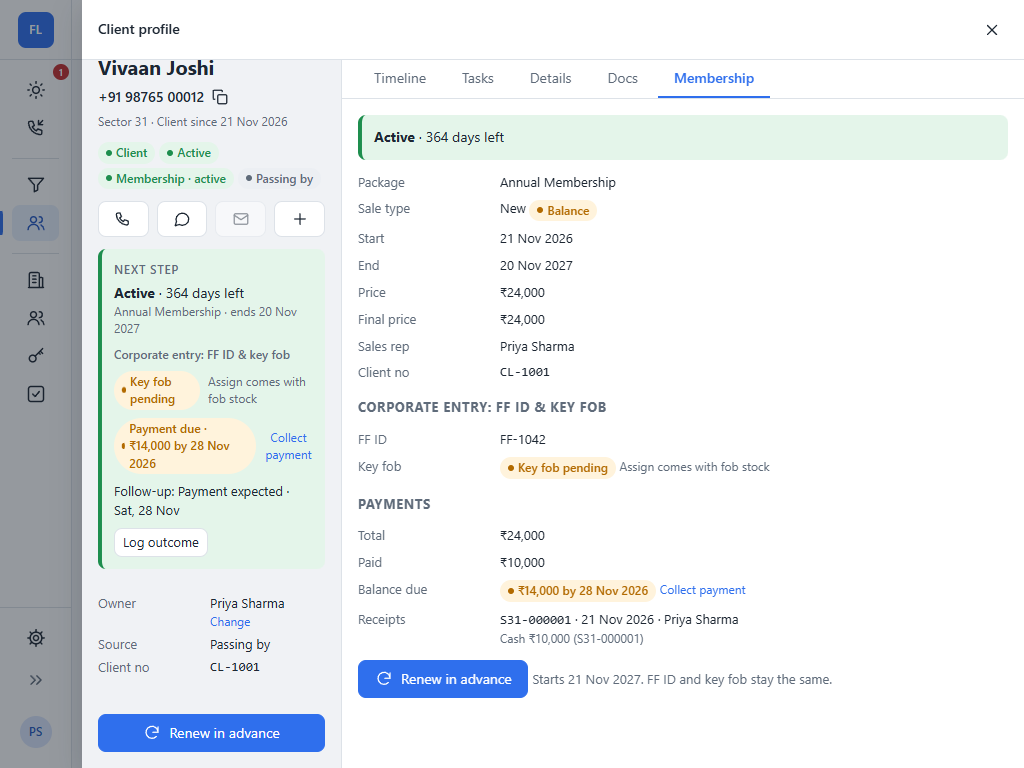 FL
Client profile
1
Vivaan Joshi
+91 98765 00012
Sector 31 · Client since 21 Nov 2026
Client
Active
Membership · active
Passing by
NEXT STEP
Active · 364 days left
Annual Membership · ends 20 Nov
2027
Corporate entry: FF ID & key fob
Key fob
pending
Assign comes with
fob stock
Payment due ·
₹14,000 by 28 Nov
2026
Collect
payment
Follow-up: Payment expected ·
Sat, 28 Nov
Log outcome
Owner Priya Sharma
Change
Source Passing by
Client no CL-1001
Renew in advance
PS
Timeline Tasks Details Docs Membership
Active · 364 days left
Package Annual Membership
Sale type New Balance
Start 21 Nov 2026
End 20 Nov 2027
Price ₹24,000
Final price ₹24,000
Sales rep Priya Sharma
Client no CL-1001
CORPORATE ENTRY: FF ID & KEY FOB
FF ID FF-1042
Key fob Key fob pending Assign comes with fob stock
PAYMENTS
Total ₹24,000
Paid ₹10,000
Balance due ₹14,000 by 28 Nov 2026 Collect payment
Receipts S31-000001 · 21 Nov 2026 · Priya Sharma
Cash ₹10,000 (S31-000001)
Renew in advance Starts 21 Nov 2027. FF ID and key fob stay the same.